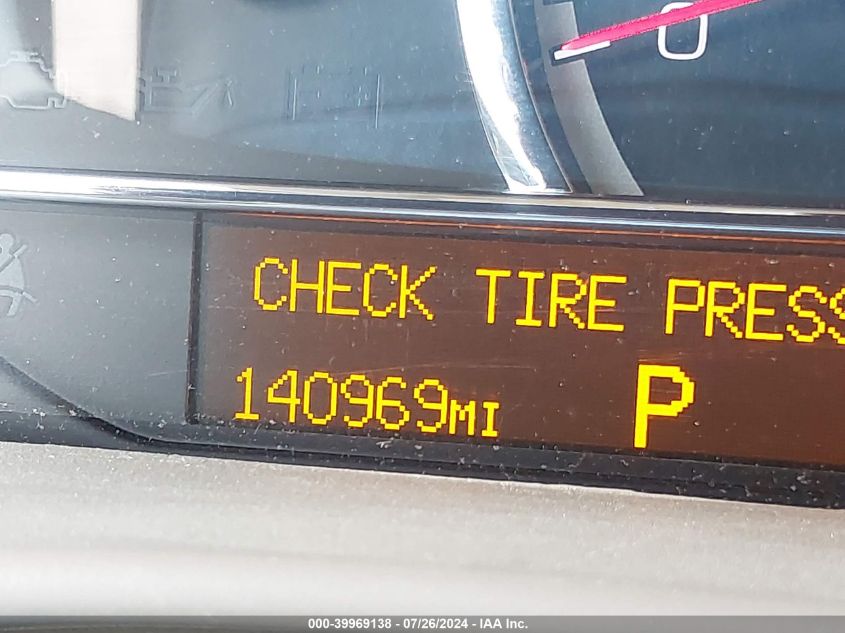 0
CHECK TIRE PRESS
140969MI P
000-39969138 - 07/26/2024 - IAA Inc.